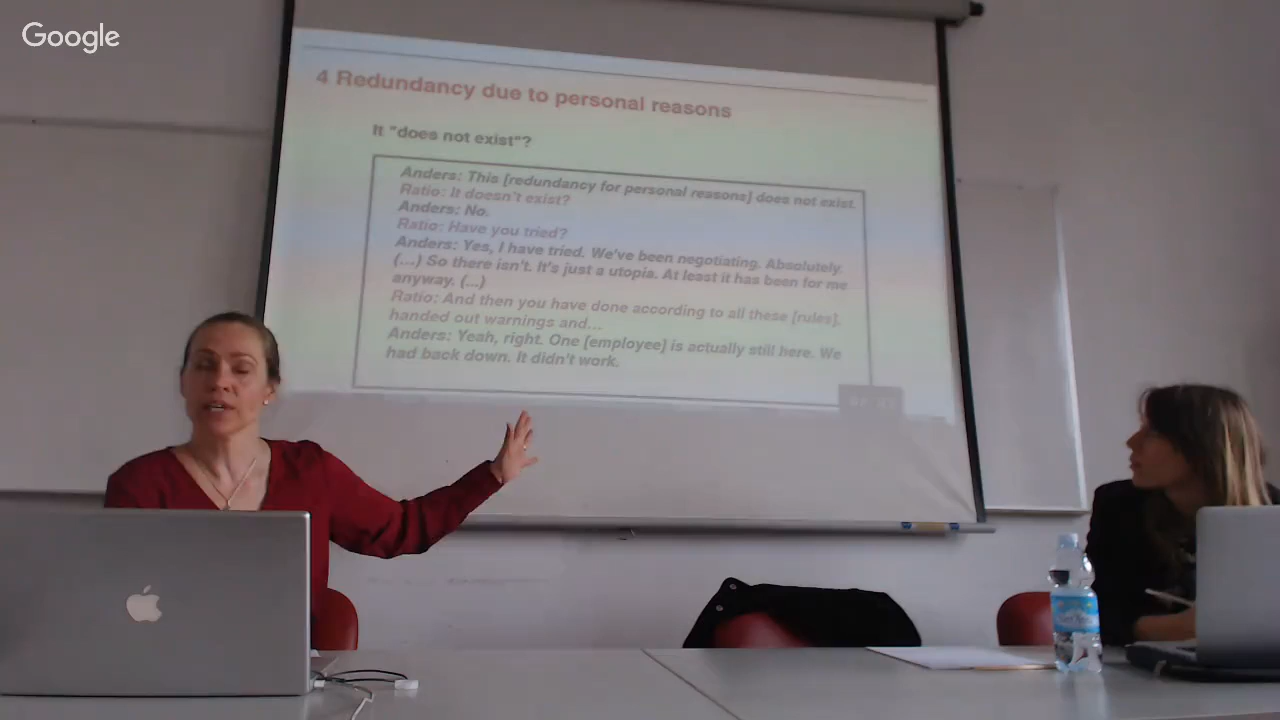 Google
4 Redundancy due to personal reasons
It "does not exist"?
Anders: This [redundancy for personal reasons] does not exist.
Ratio: It doesn't exist?
Anders: No.
Ratio: Have you tried?
Anders: Yes, I have tried. We've been negotiating. Absolutely.
(...) So there isn't. It's just a utopia. At least it has been for me
anyway. (...)
Ratio: And then you have done according to all these [rules],
handed out warnings and...
Anders: Yeah, right. One [employee] is actually still here. We
had back down. It didn't work.